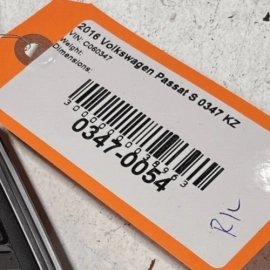 2016 Volkswagen Passat S 0347 KZ
VIN: C060347
Weight:
Dimensions:
0347-0054